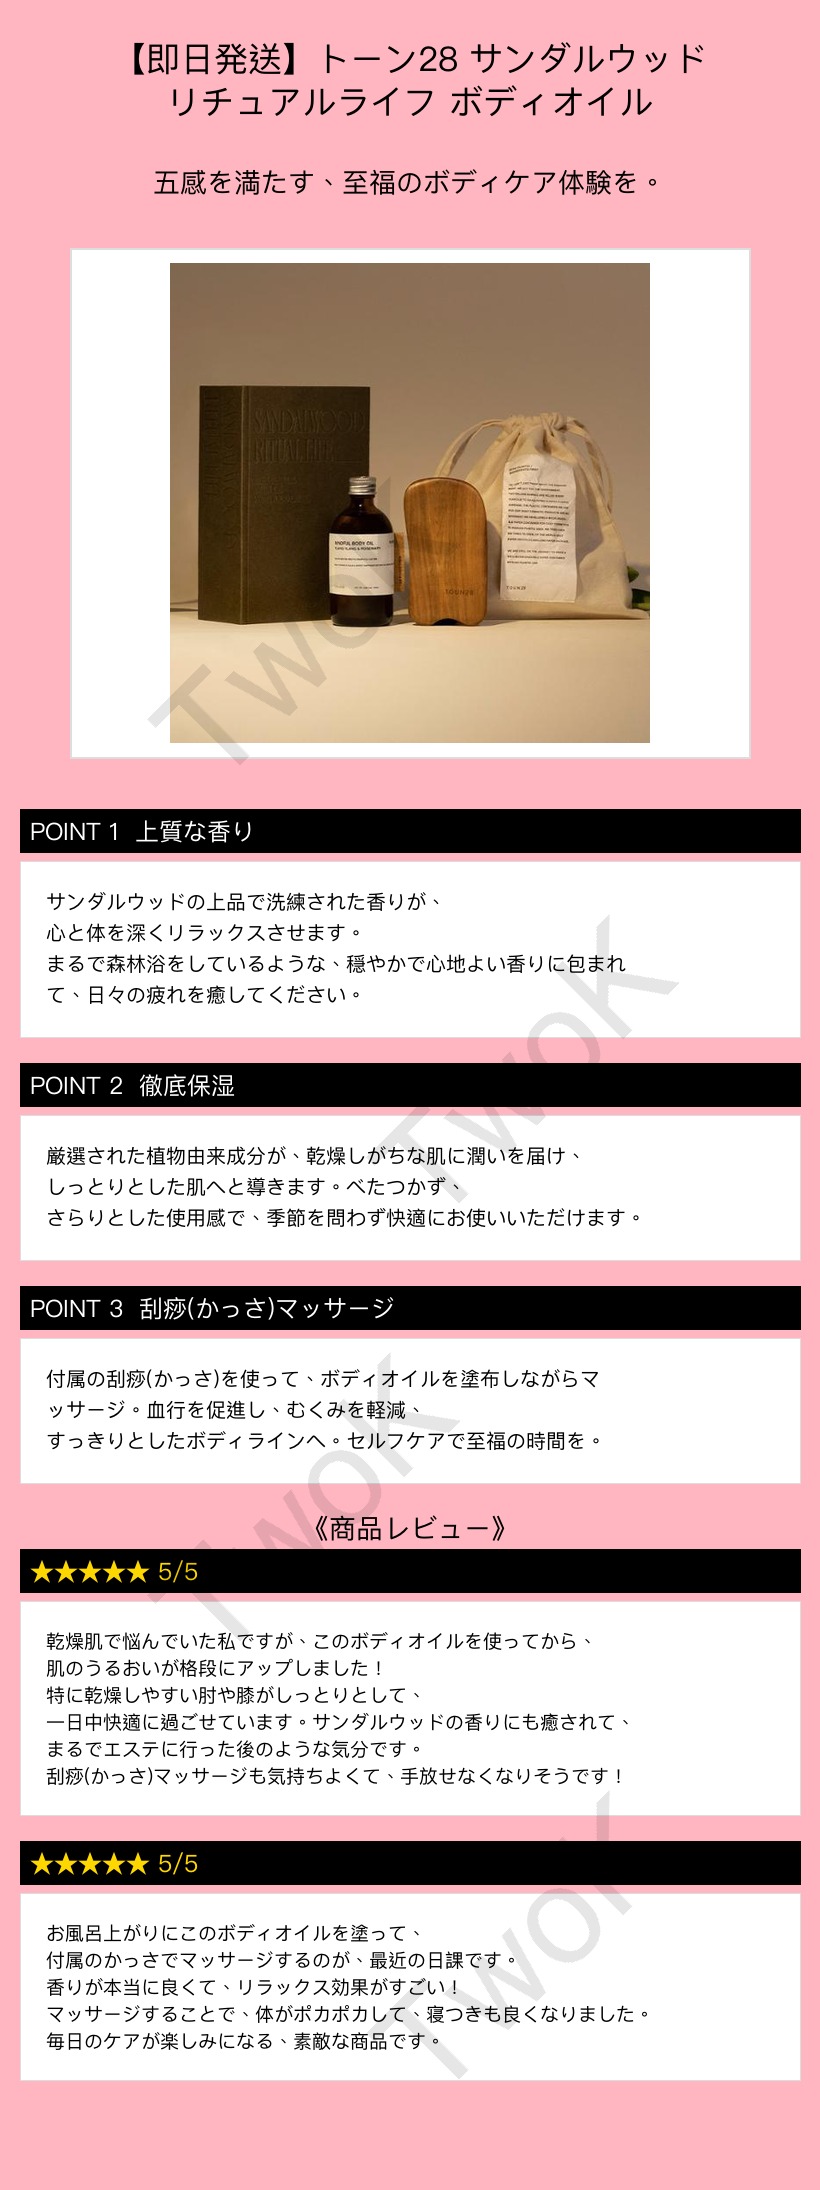 【即日発送】トーン28 サンダルウッド
リチュアルライフ ボディオイル
五感を満たす、至福のボディケア体験を。
SANDALWOOD
RITUAL LIFE
MINDFUL BODY OIL
YLANG YLANG & ROSEMARY
TOUN28
TOUN28
TwoK
POINT 1 上質な香り
サンダルウッドの上品で洗練された香りが、
心と体を深くリラックスさせます。
まるで森林浴をしているような、穏やかで心地よい香りに包まれ
て、日々の疲れを癒してください。
TwoK
POINT 2 徹底保湿
厳選された植物由来成分が、乾燥しがちな肌に潤いを届け、
しっとりとした肌へと導きます。べたつかず、
さらりとした使用感で、季節を問わず快適にお使いいただけます。
POINT 3 刮痧(かっさ)マッサージ
付属の刮痧(かっさ)を使って、ボディオイルを塗布しながらマ
ッサージ。血行を促進し、むくみを軽減、
すっきりとしたボディラインへ。セルフケアで至福の時間を。
TwoK
《商品レビュー》
★★★★★ 5/5
乾燥肌で悩んでいた私ですが、このボディオイルを使ってから、
肌のうるおいが格段にアップしました！
特に乾燥しやすい肘や膝がしっとりとして、
一日中快適に過ごせています。サンダルウッドの香りにも癒されて、
まるでエステに行った後のような気分です。
刮痧(かっさ)マッサージも気持ちよくて、手放せなくなりそうです！
★★★★★ 5/5
お風呂上がりにこのボディオイルを塗って、
付属のかっさでマッサージするのが、最近の日課です。
香りが本当に良くて、リラックス効果がすごい！
マッサージすることで、体がポカポカして、寝つきも良くなりました。
毎日のケアが楽しみになる、素敵な商品です。
TwoK